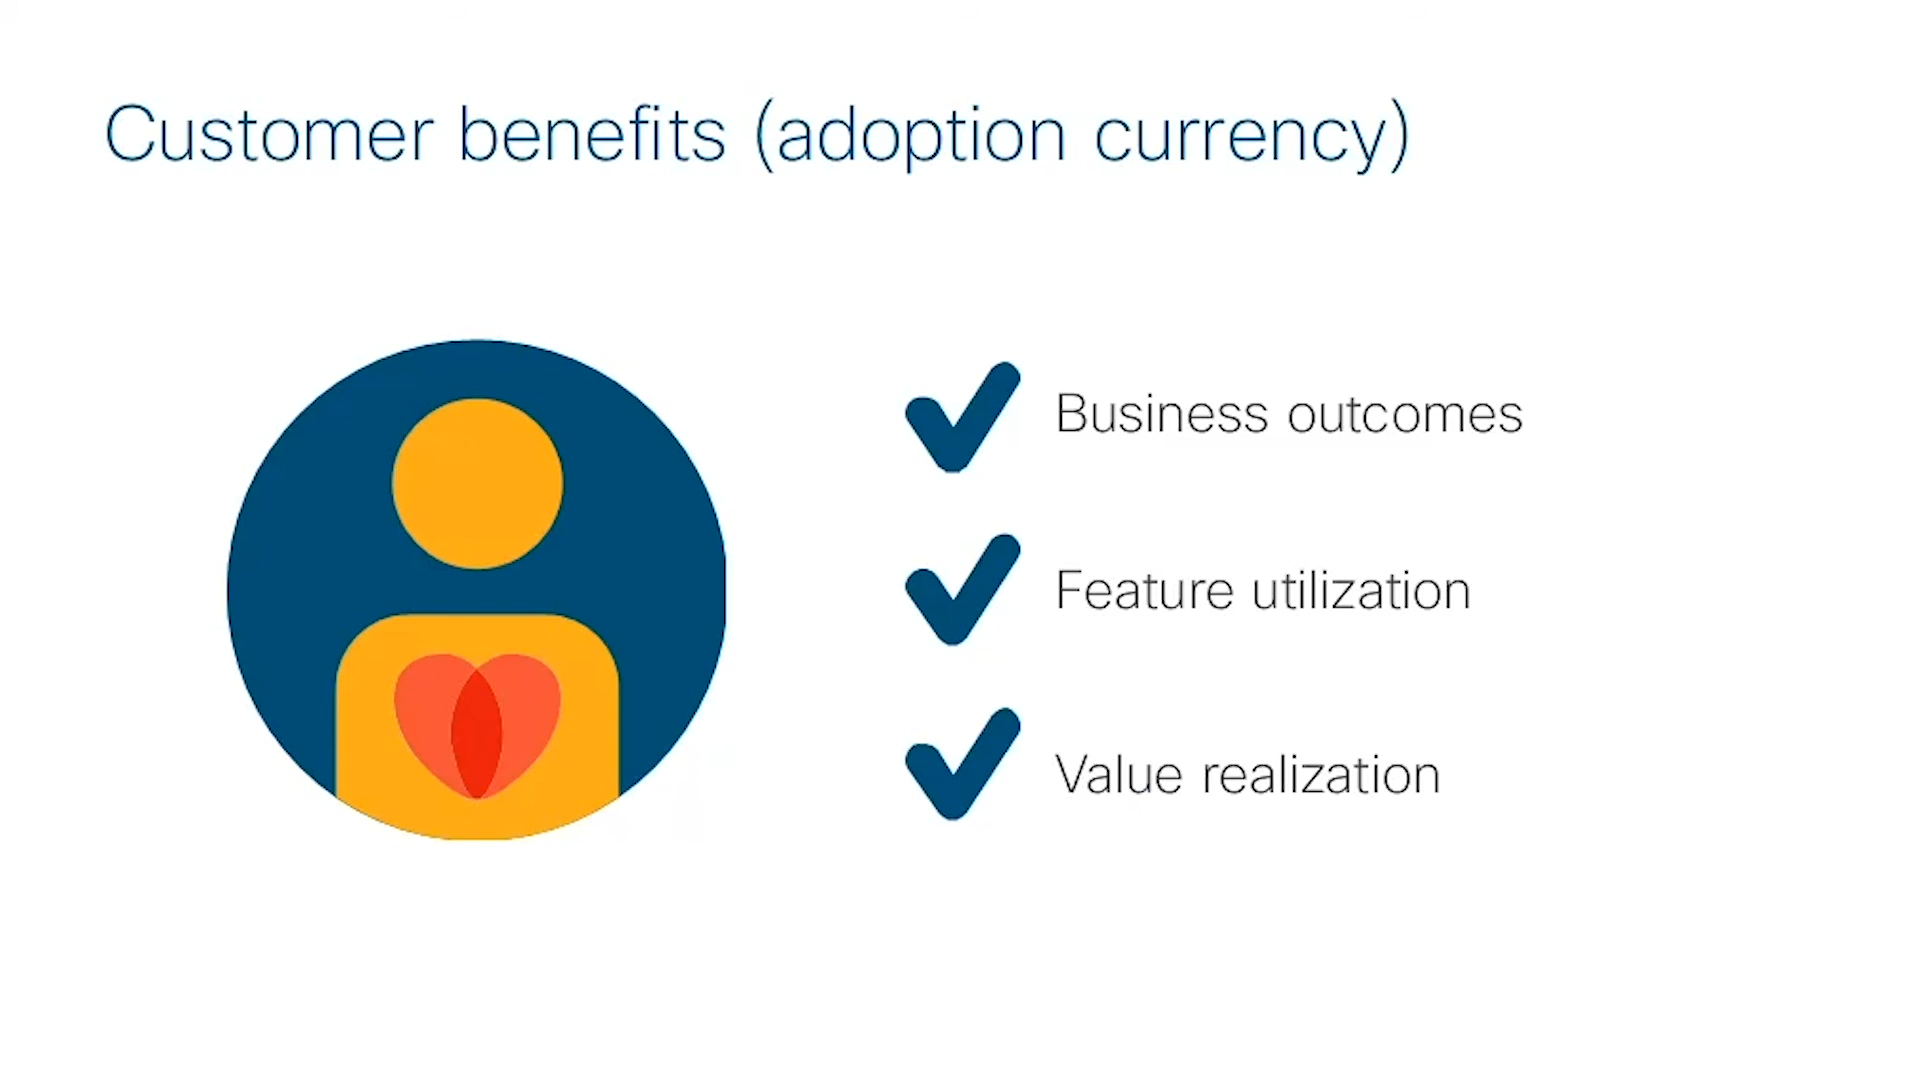 Customer benefits (adoption currency)
Business outcomes
Feature utilization
Value realization